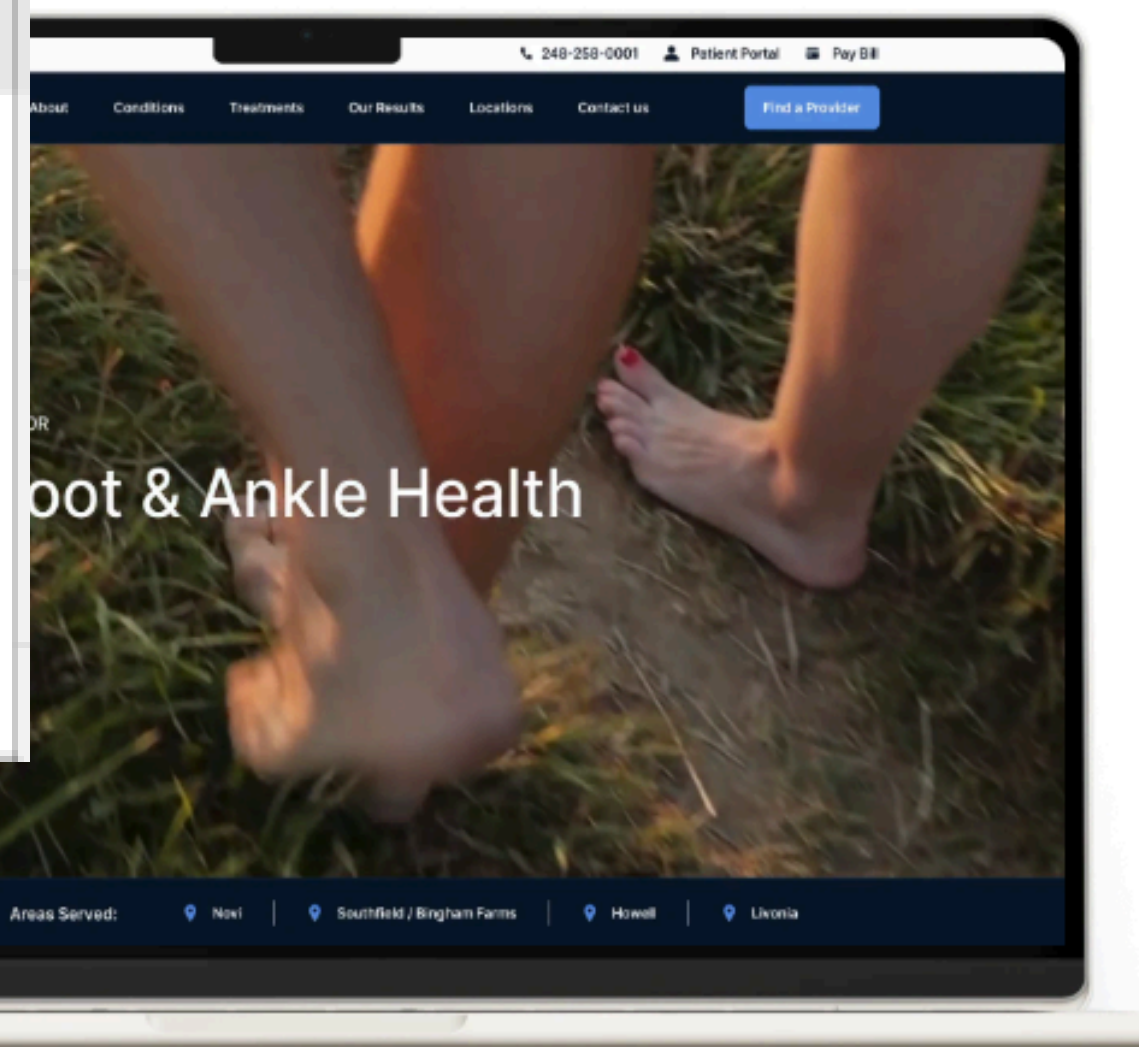 248-258-0001 Patient Portal Pay Bill
About Conditions Treatments Our Results Locations Contact us Find a Provider
OR
oot & Ankle Health
Areas Served: Novi Southfield / Bingham Farms Howell Livonia